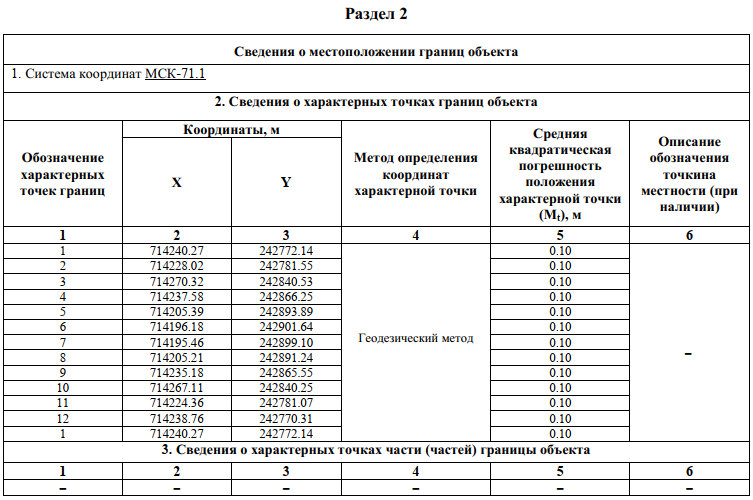 Раздел 2
Сведения о местоположении границ объекта
1. Система координат МСК-71.1
2. Сведения о характерных точках границ объекта
Обозначение характерных точек границ
Координаты, м
X
Y
Метод определения координат характерной точки
Средняя квадратическая погрешность положения характерной точки (Mt), м
Описание обозначения точкина местности (при наличии)
1 2 3 4 5 6
1 714240.27 242772.14 0.10
2 714228.02 242781.55 0.10
3 714270.32 242840.53 0.10
4 714237.58 242866.25 0.10
5 714205.39 242893.89 0.10
6 714196.18 242901.64 0.10
7 714195.46 242899.10 Геодезический метод 0.10 –
8 714205.21 242891.24 0.10
9 714235.18 242865.55 0.10
10 714267.11 242840.25 0.10
11 714224.36 242781.07 0.10
12 714238.76 242770.31 0.10
1 714240.27 242772.14 0.10
3. Сведения о характерных точках части (частей) границы объекта
1 2 3 4 5 6
– – – – – –